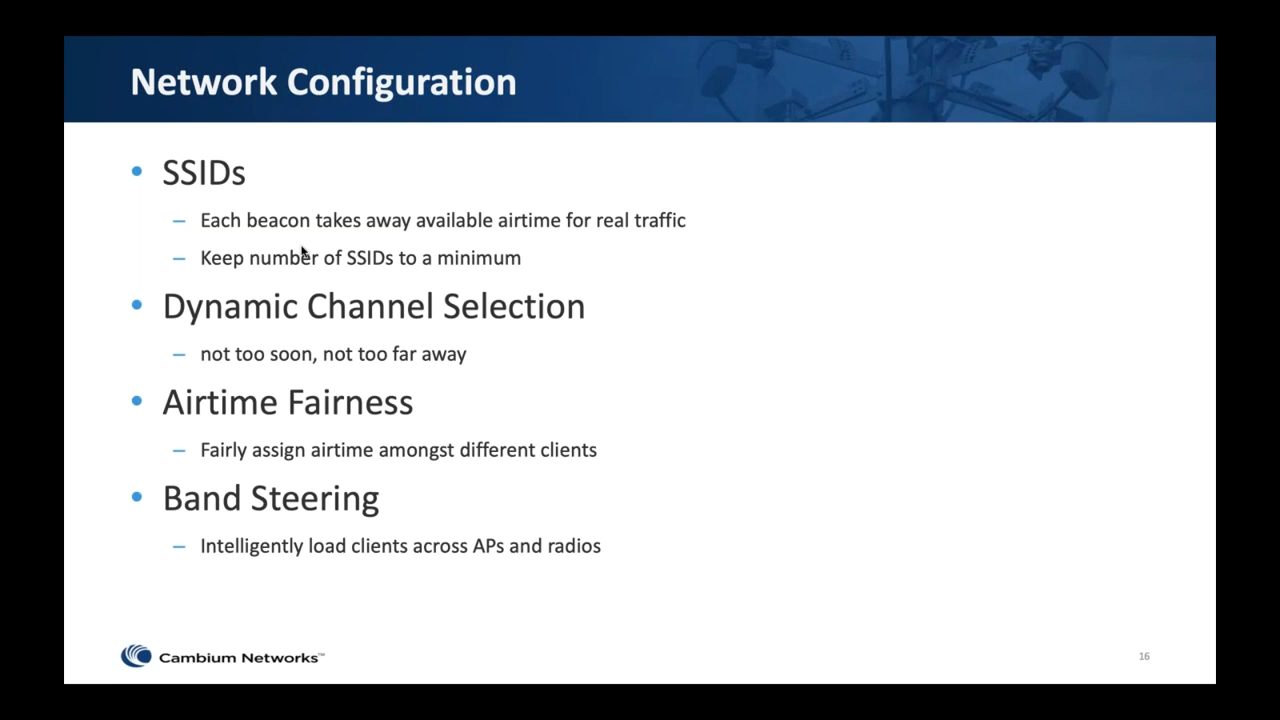 Network Configuration
• SSIDs
– Each beacon takes away available airtime for real traffic
– Keep number of SSIDs to a minimum
• Dynamic Channel Selection
– not too soon, not too far away
• Airtime Fairness
– Fairly assign airtime amongst different clients
• Band Steering
– Intelligently load clients across APs and radios
Cambium Networks™
16